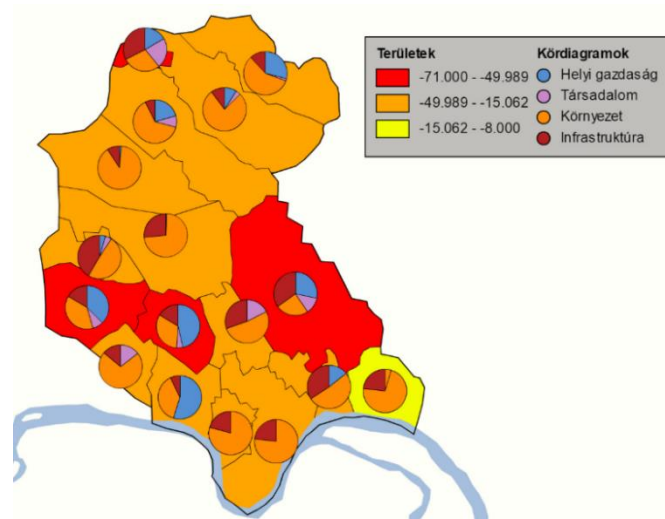 Területek
-71.000 - -49.989
-49.989 - -15.062
-15.062 - -8.000
Kördiagramok
Helyi gazdaság
Társadalom
Környezet
Infrastruktúra